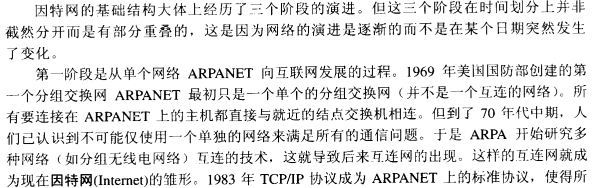 因特网的基础结构大体上经历了三个阶段的演进。但这三个阶段在时间划分上并非
截然分开而是有部分重叠的，这是因为网络的演进是逐渐的而不是在某个日期突然发生
了变化。
第一阶段是从单个网络 ARPANET 向互联网发展的过程。1969 年美国国防部创建的第
一个分组交换网 ARPANET 最初只是一个单个的分组交换网（并不是一个互连的网络）。所
有要连接在 ARPANET 上的主机都直接与就近的结点交换机相连。但到了 70 年代中期，人
们已认识到不可能仅使用一个单独的网络来满足所有的通信问题。于是 ARPA 开始研究多
种网络（如分组无线电网络）互连的技术，这就导致后来互连网的出现。这样的互连网就成
为现在因特网(Internet)的雏形。1983 年 TCP/IP 协议成为 ARPANET 上的标准协议，使得所